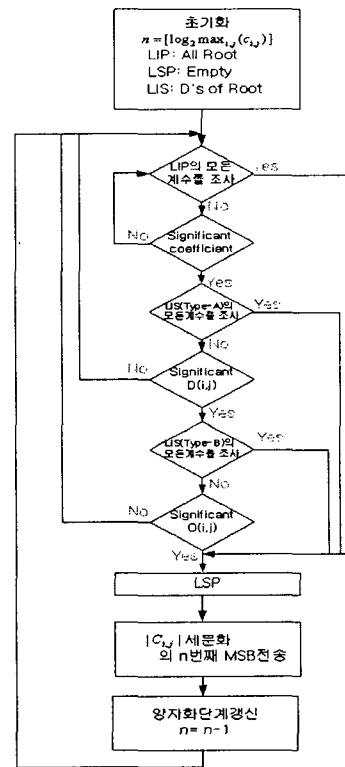 초기화
n=[log₂ max i,j (c i,j)]
LIP: All Root
LSP: Empty
LIS: D's of Root
LIP의 모든
계수를 조사
Yes
No
No
Significant
coefficient
Yes
LIS(Type-A)의
모든계수를 조사
Yes
No
No
Significant
D(i,j)
Yes
LIS(Type-B)의
모든계수를 조사
Yes
No
No
Significant
O(i,j)
Yes
LSP
|C i,j| 세문화
의 n번째 MSB전송
양자화단계갱신
n= n-1